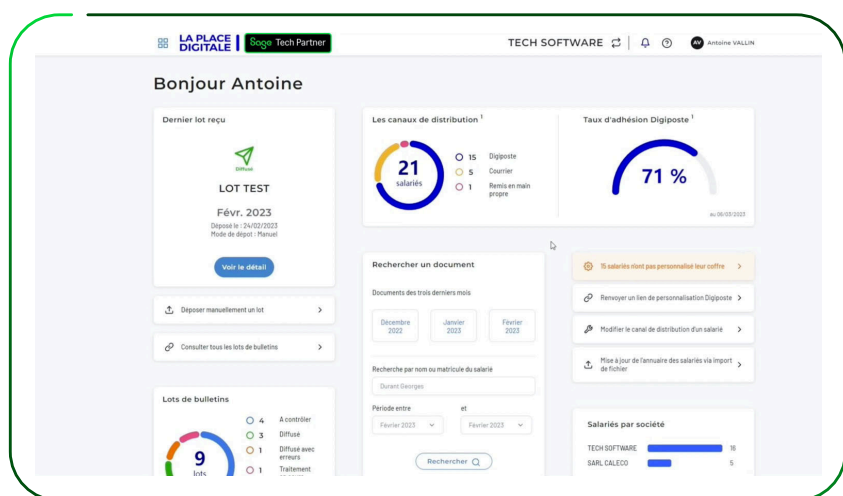 LA PLACE
DIGITALE
Sage Tech Partner
TECH SOFTWARE
AV
Antoine VALLIN
Bonjour Antoine
Dernier lot reçu
Diffusé
LOT TEST
Févr. 2023
Déposé le : 24/02/2023
Mode de dépot : Manuel
Voir le détail
Déposer manuellement un lot
Consulter tous les lots de bulletins
Lots de bulletins
9
lots
4 A contrôler
3 Diffusé
1 Diffusé avec
erreurs
1 Traitement
Les canaux de distribution 1
21
salariés
15 Digiposte
5 Courrier
1 Remis en main
propre
Taux d'adhésion Digiposte 1
71 %
au 06/03/2023
Rechercher un document
Documents des trois derniers mois
Décembre
2022
Janvier
2023
Février
2023
Recherche par nom ou matricule du salarié
Durant Georges
Période entre
et
Février 2023
Février 2023
Rechercher
15 salariés n'ont pas personnalisé leur coffre
Renvoyer un lien de personnalisation Digiposte
Modifier le canal de distribution d'un salarié
Mise à jour de l'annuaire des salariés via import
de fichier
Salariés par société
TECH SOFTWARE 16
SARL CALECO 5